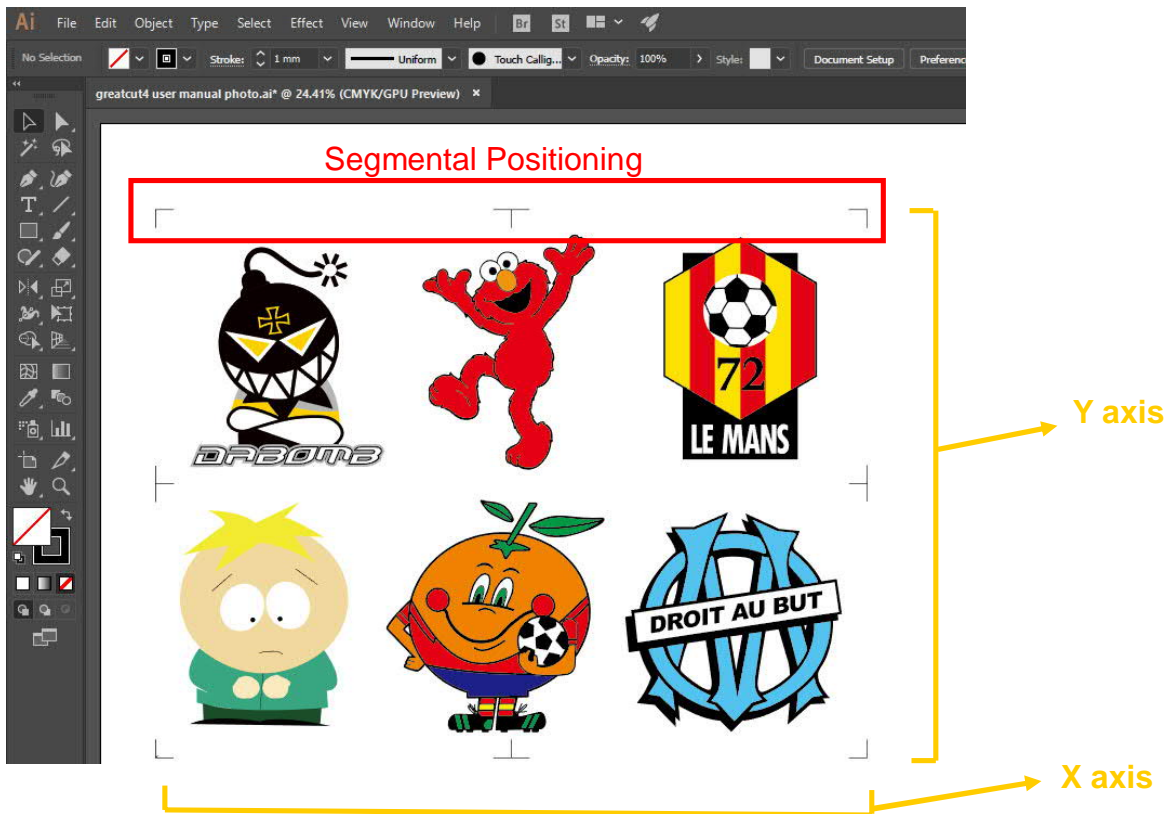 Ai File Edit Object Type Select Effect View Window Help Br St
No Selection Stroke: 1 mm Uniform Touch Callig... Opacity: 100% Style: Document Setup Preferenc
greatcut4 user manual photo.ai* @ 24.41% (CMYK/GPU Preview) ×
Segmental Positioning
72
LE MANS
DABOMB
Y axis
DROIT AU BUT
X axis